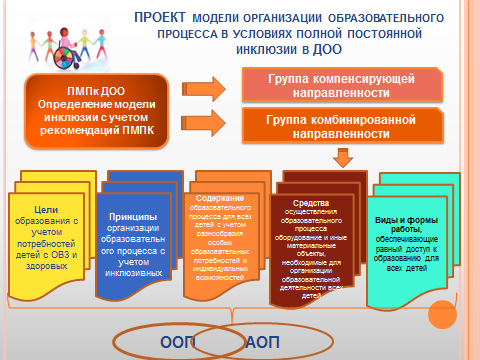 ПРОЕКТ МОДЕЛИ ОРГАНИЗАЦИИ ОБРАЗОВАТЕЛЬНОГО
ПРОЦЕССА В УСЛОВИЯХ ПОЛНОЙ ПОСТОЯННОЙ
ИНКЛЮЗИИ В ДОО
ПМПк ДОО
Определение модели
инклюзии с учетом
рекомендаций ПМПК
Группа компенсирующей
направленности
Группа комбинированной
направленности
Цели
образования с
учетом
потребностей
детей с ОВЗ и
здоровых
Принципы
организации
образовательн
ого процесса с
учетом
инклюзивных
Содержание
образовательного
процесса для всех
детей с учетом
разнообразия
особых
образовательных
потребностей и
индивидуальных
возможностей
Средства
осуществления
образовательного
процесса
оборудование и иные
материальные
объекты,
необходимые для
организации
образовательной
деятельности всех
детей
Виды и формы
работы,
обеспечивающие
равный доступ к
образованию для
всех детей
ООП
АОП